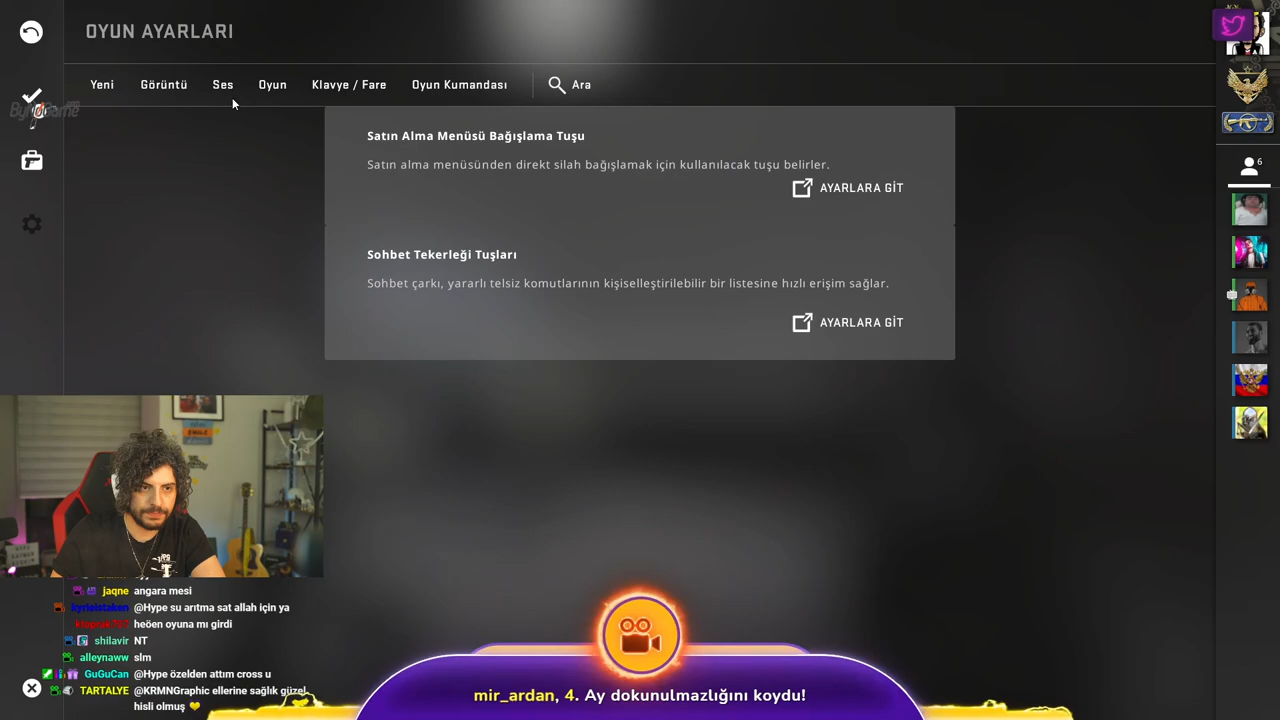 OYUN AYARLARI
Yeni Görüntü Ses Oyun Klavye / Fare Oyun Kumandası Ara
ByNoGame
6
Satın Alma Menüsü Bağışlama Tuşu
Satın alma menüsünden direkt silah bağışlamak için kullanılacak tuşu belirler.
AYARLARA GİT
Sohbet Tekerleği Tuşları
Sohbet çarkı, yararlı telsiz komutlarının kişiselleştirilebilir bir listesine hızlı erişim sağlar.
AYARLARA GİT
jaqne angara mesi
kyrieistaken @Hype su arıtma sat allah için ya
ktoprak727 heöen oyuna mı girdi
shilavir NT
alleynaww slm
GuGuCan @Hype özelden attım cross u
TARTALYE @KRMNGraphic ellerine sağlık güzel
hisli olmuş
mir_ardan, 4. Ay dokunulmazlığını koydu!